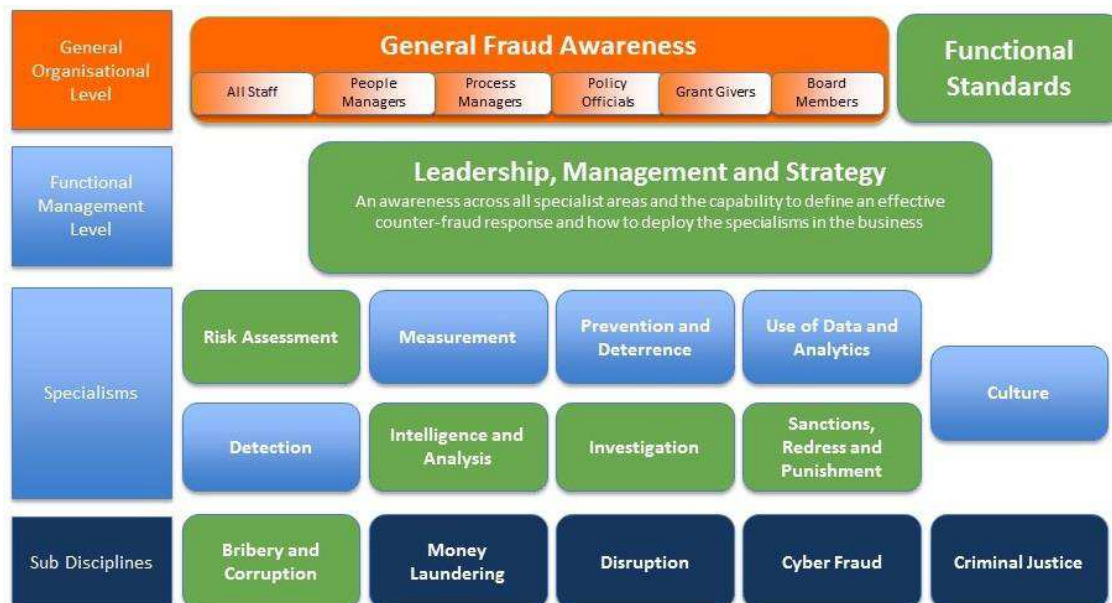 General
Organisational
Level
General Fraud Awareness
All Staff
People
Managers
Process
Managers
Policy
Officials
Grant Givers
Board
Members
Functional
Standards
Functional
Management
Level
Leadership, Management and Strategy
An awareness across all specialist areas and the capability to define an effective
counter-fraud response and how to deploy the specialisms in the business
Specialisms
Risk Assessment
Measurement
Prevention and
Deterrence
Use of Data and
Analytics
Culture
Detection
Intelligence and
Analysis
Investigation
Sanctions,
Redress and
Punishment
Sub Disciplines
Bribery and
Corruption
Money
Laundering
Disruption
Cyber Fraud
Criminal Justice